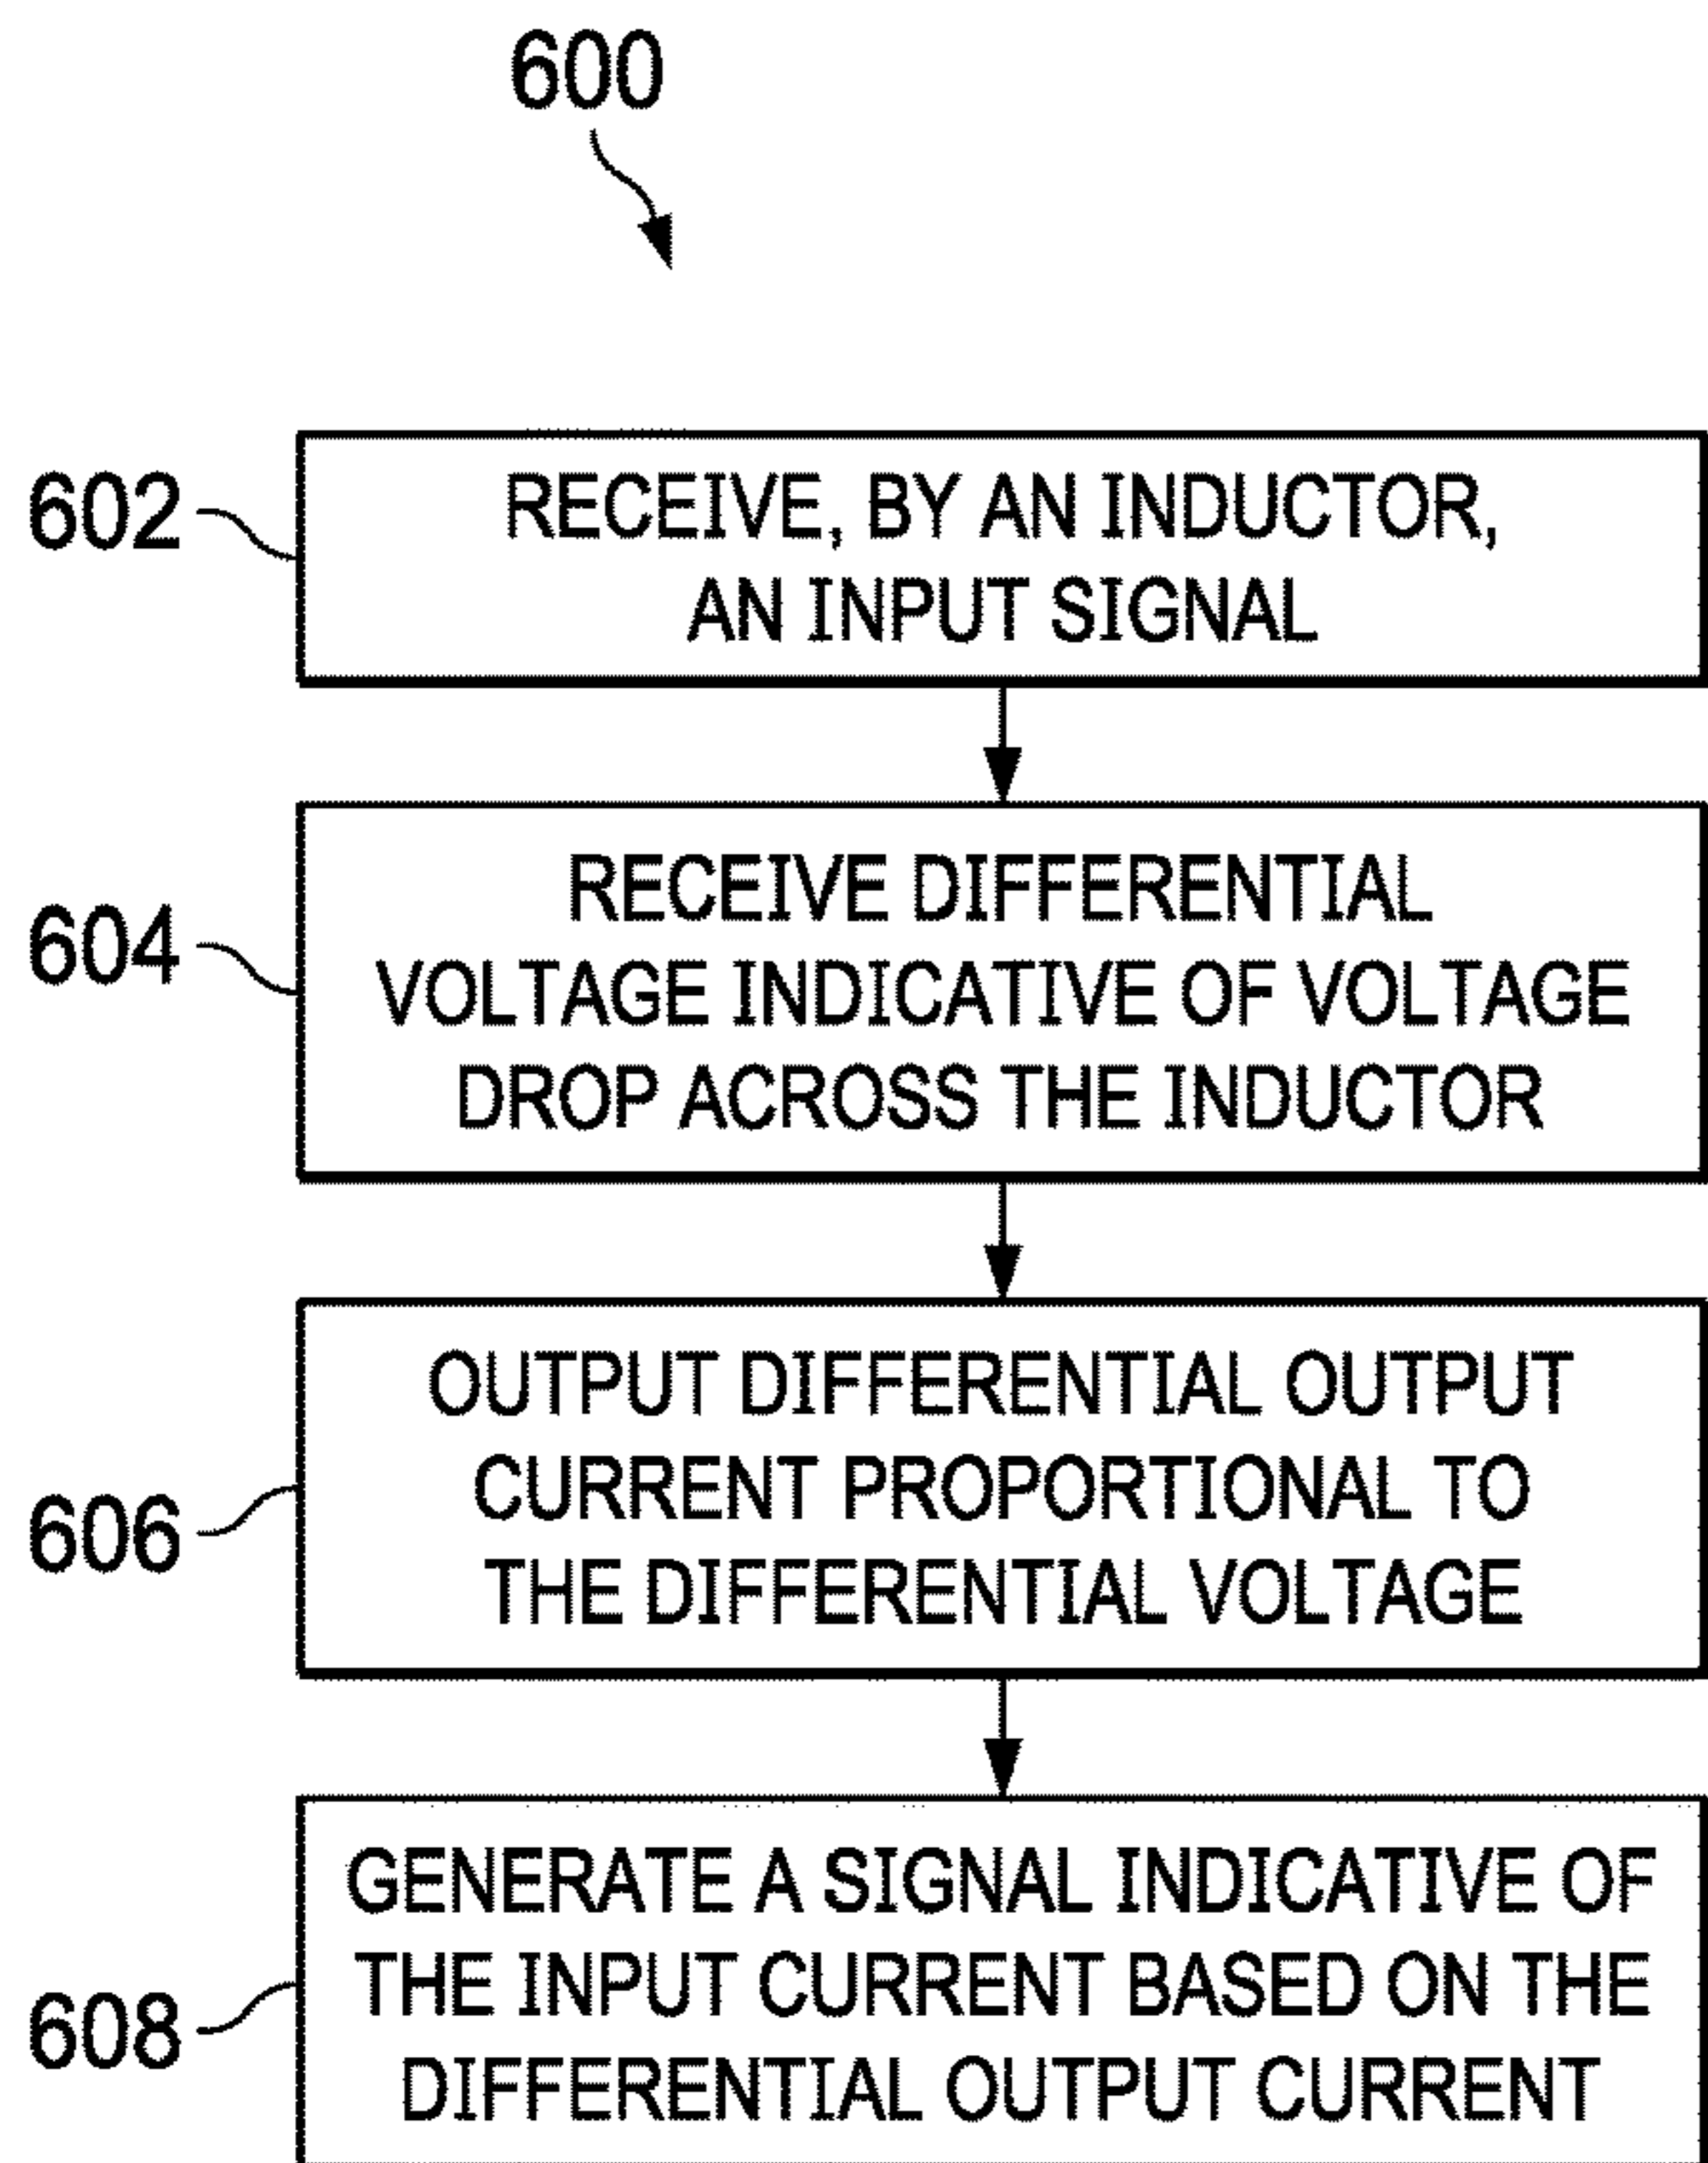 600
602
RECEIVE, BY AN INDUCTOR,
AN INPUT SIGNAL
604
RECEIVE DIFFERENTIAL
VOLTAGE INDICATIVE OF VOLTAGE
DROP ACROSS THE INDUCTOR
606
OUTPUT DIFFERENTIAL OUTPUT
CURRENT PROPORTIONAL TO
THE DIFFERENTIAL VOLTAGE
608
GENERATE A SIGNAL INDICATIVE OF
THE INPUT CURRENT BASED ON THE
DIFFERENTIAL OUTPUT CURRENT